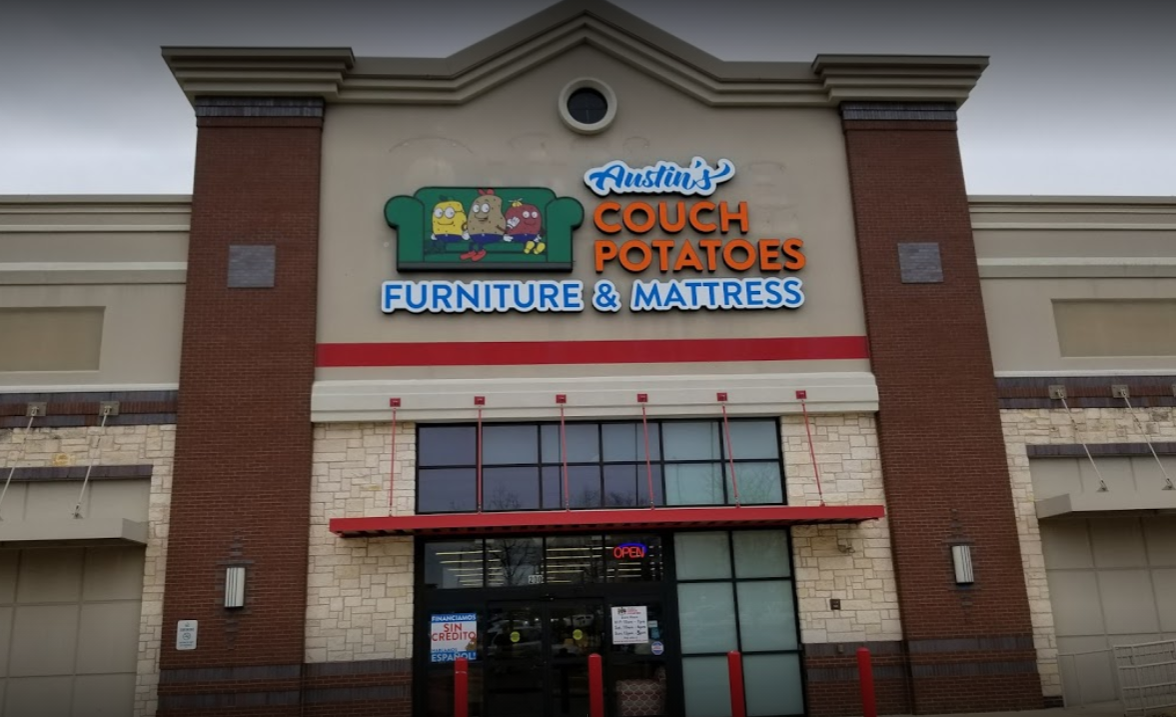 Austin's
COUCH
POTATOES
FURNITURE & MATTRESS
OPEN
FINANCIAMOS
SIN
CREDITO
ESPAÑOL!